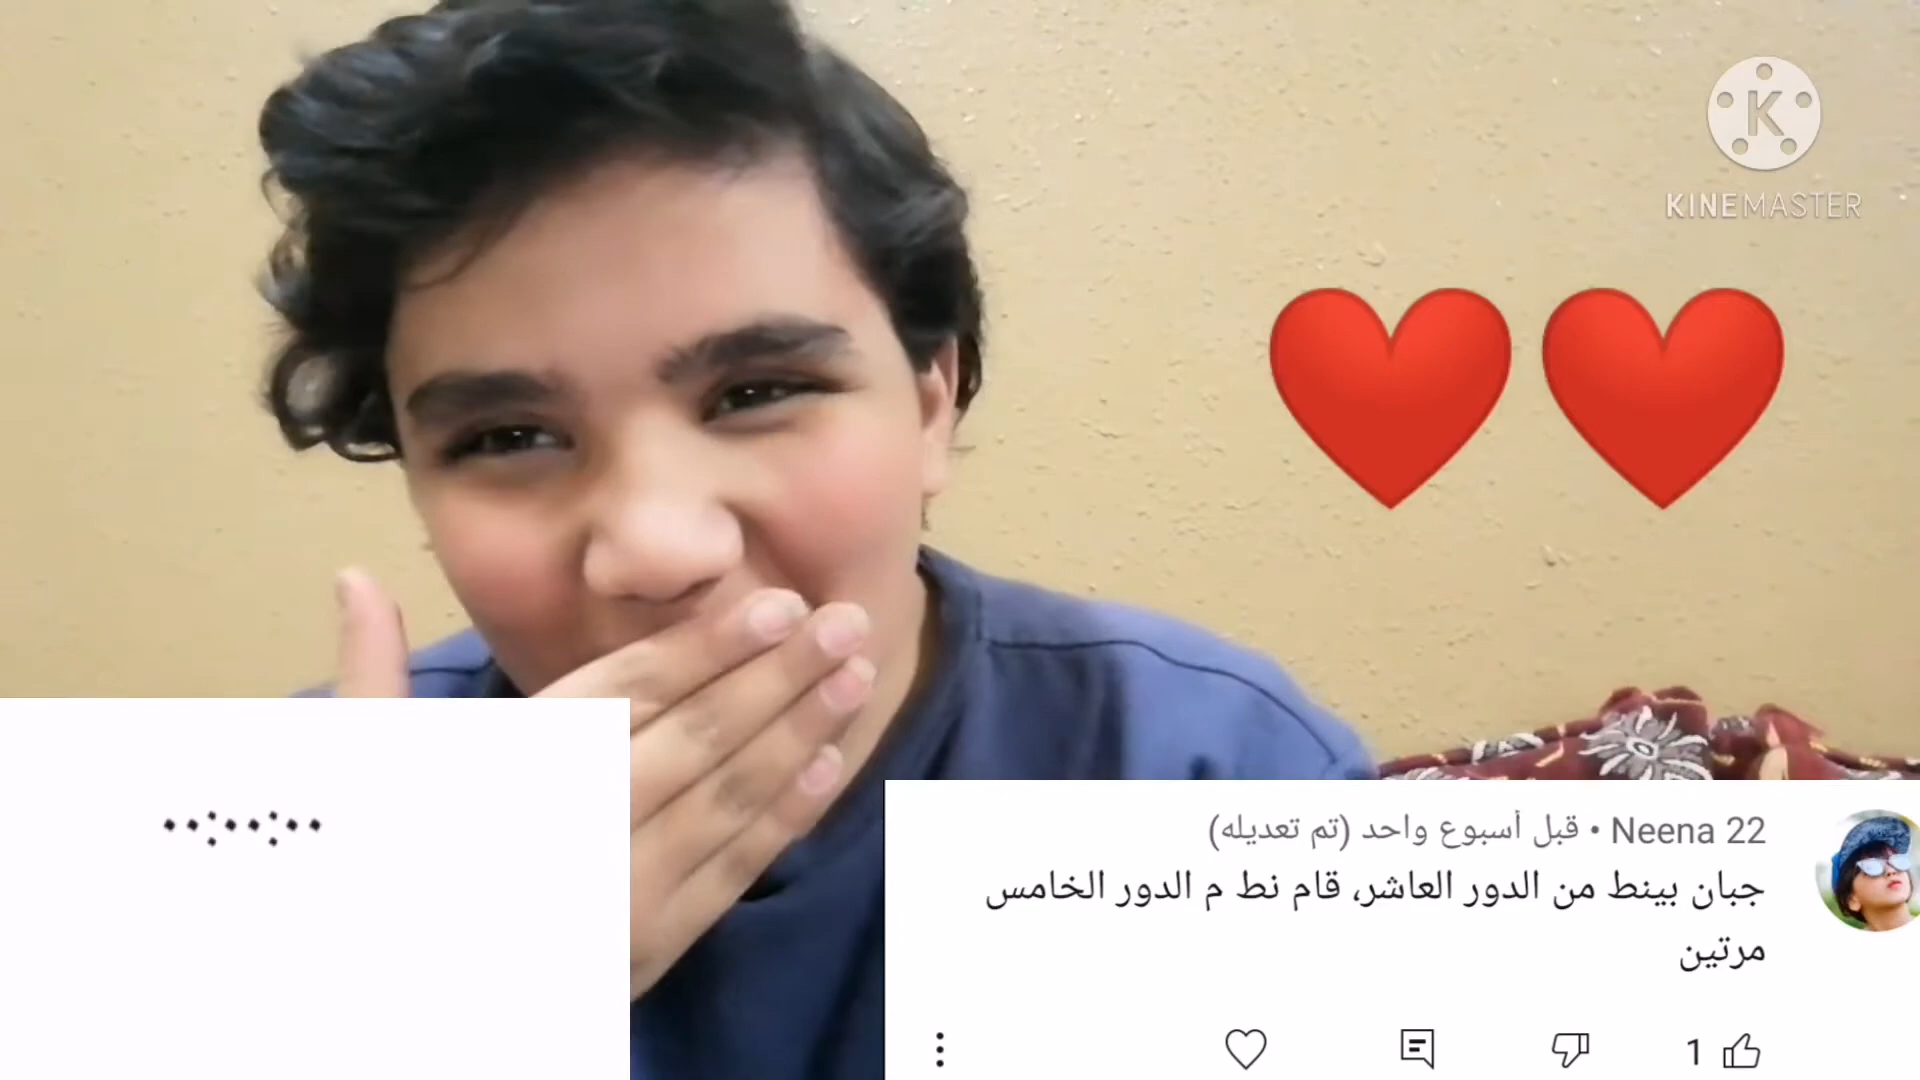 K
KINEMASTER
Neena 22 • قبل أسبوع واحد (تم تعديله)
جبان بينط من الدور العاشر، قام نط م الدور الخامس
مرتين
1